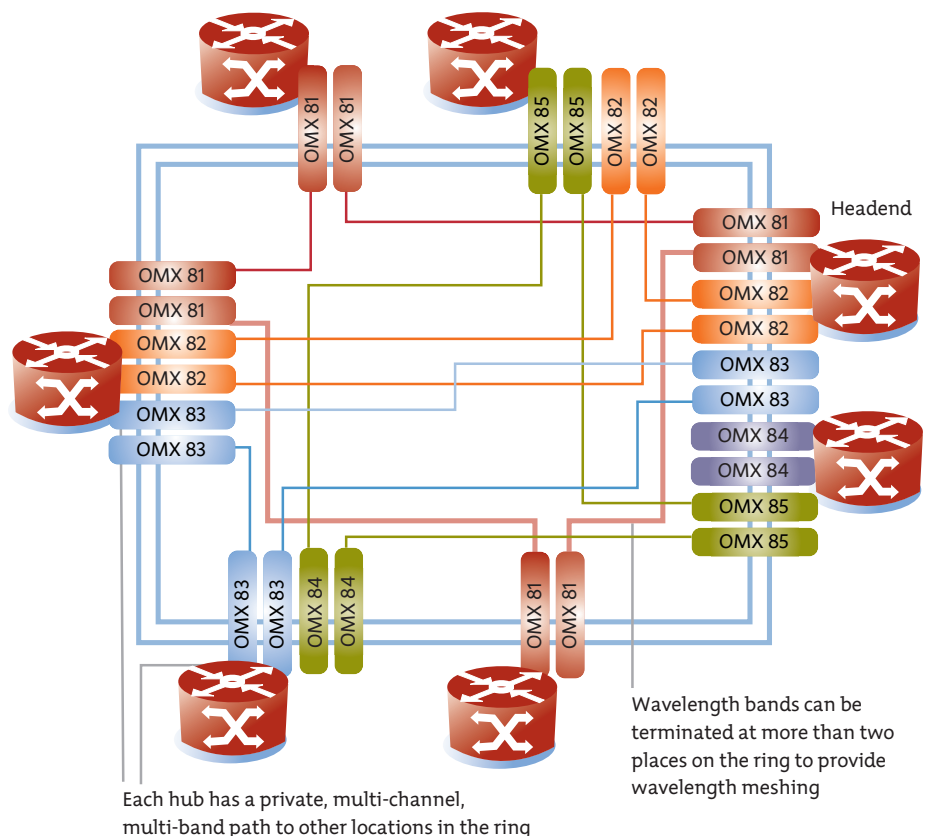 OMX 81
OMX 81
OMX 85
OMX 85
OMX 82
OMX 82
Headend
OMX 81
OMX 81
OMX 82
OMX 82
OMX 83
OMX 83
OMX 84
OMX 84
OMX 85
OMX 85
OMX 81
OMX 81
OMX 82
OMX 82
OMX 83
OMX 83
OMX 83
OMX 83
OMX 84
OMX 84
OMX 81
OMX 81
Wavelength bands can be
terminated at more than two
places on the ring to provide
wavelength meshing
Each hub has a private, multi-channel,
multi-band path to other locations in the ring